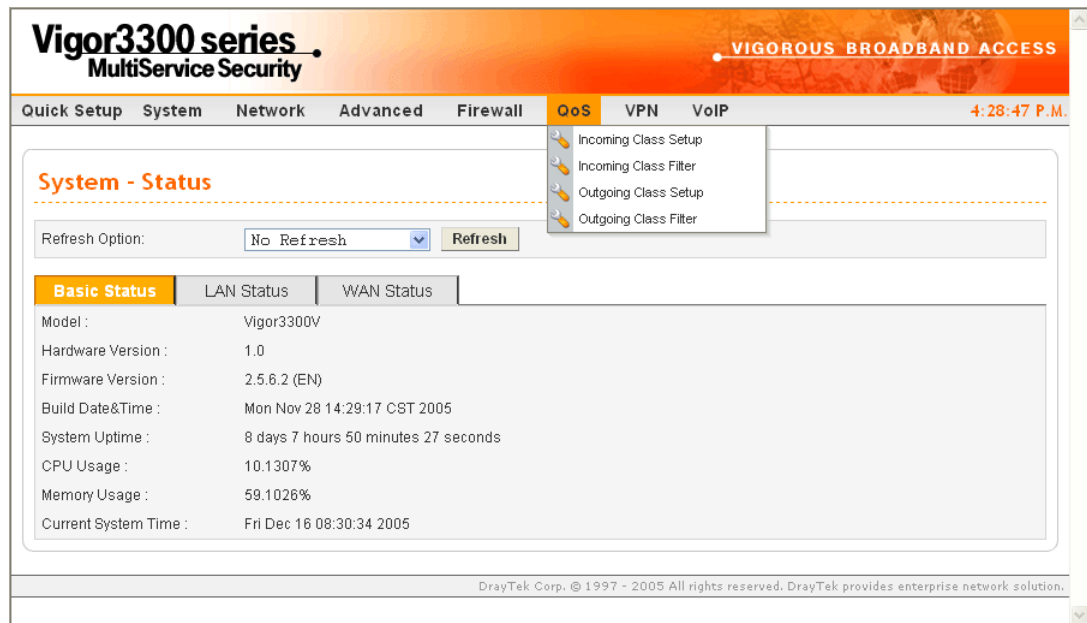 Vigor3300 series
MultiService Security
VIGOROUS BROADBAND ACCESS
Quick Setup System Network Advanced Firewall QoS VPN VoIP 4:28:47 P.M.
Incoming Class Setup
Incoming Class Filter
Outgoing Class Setup
Outgoing Class Filter
System - Status
Refresh Option: No Refresh Refresh
Basic Status LAN Status WAN Status
Model : Vigor3300V
Hardware Version : 1.0
Firmware Version : 2.5.6.2 (EN)
Build Date&Time : Mon Nov 28 14:29:17 CST 2005
System Uptime : 8 days 7 hours 50 minutes 27 seconds
CPU Usage : 10.1307%
Memory Usage : 59.1026%
Current System Time : Fri Dec 16 08:30:34 2005
DrayTek Corp. © 1997 - 2005 All rights reserved. DrayTek provides enterprise network solution.